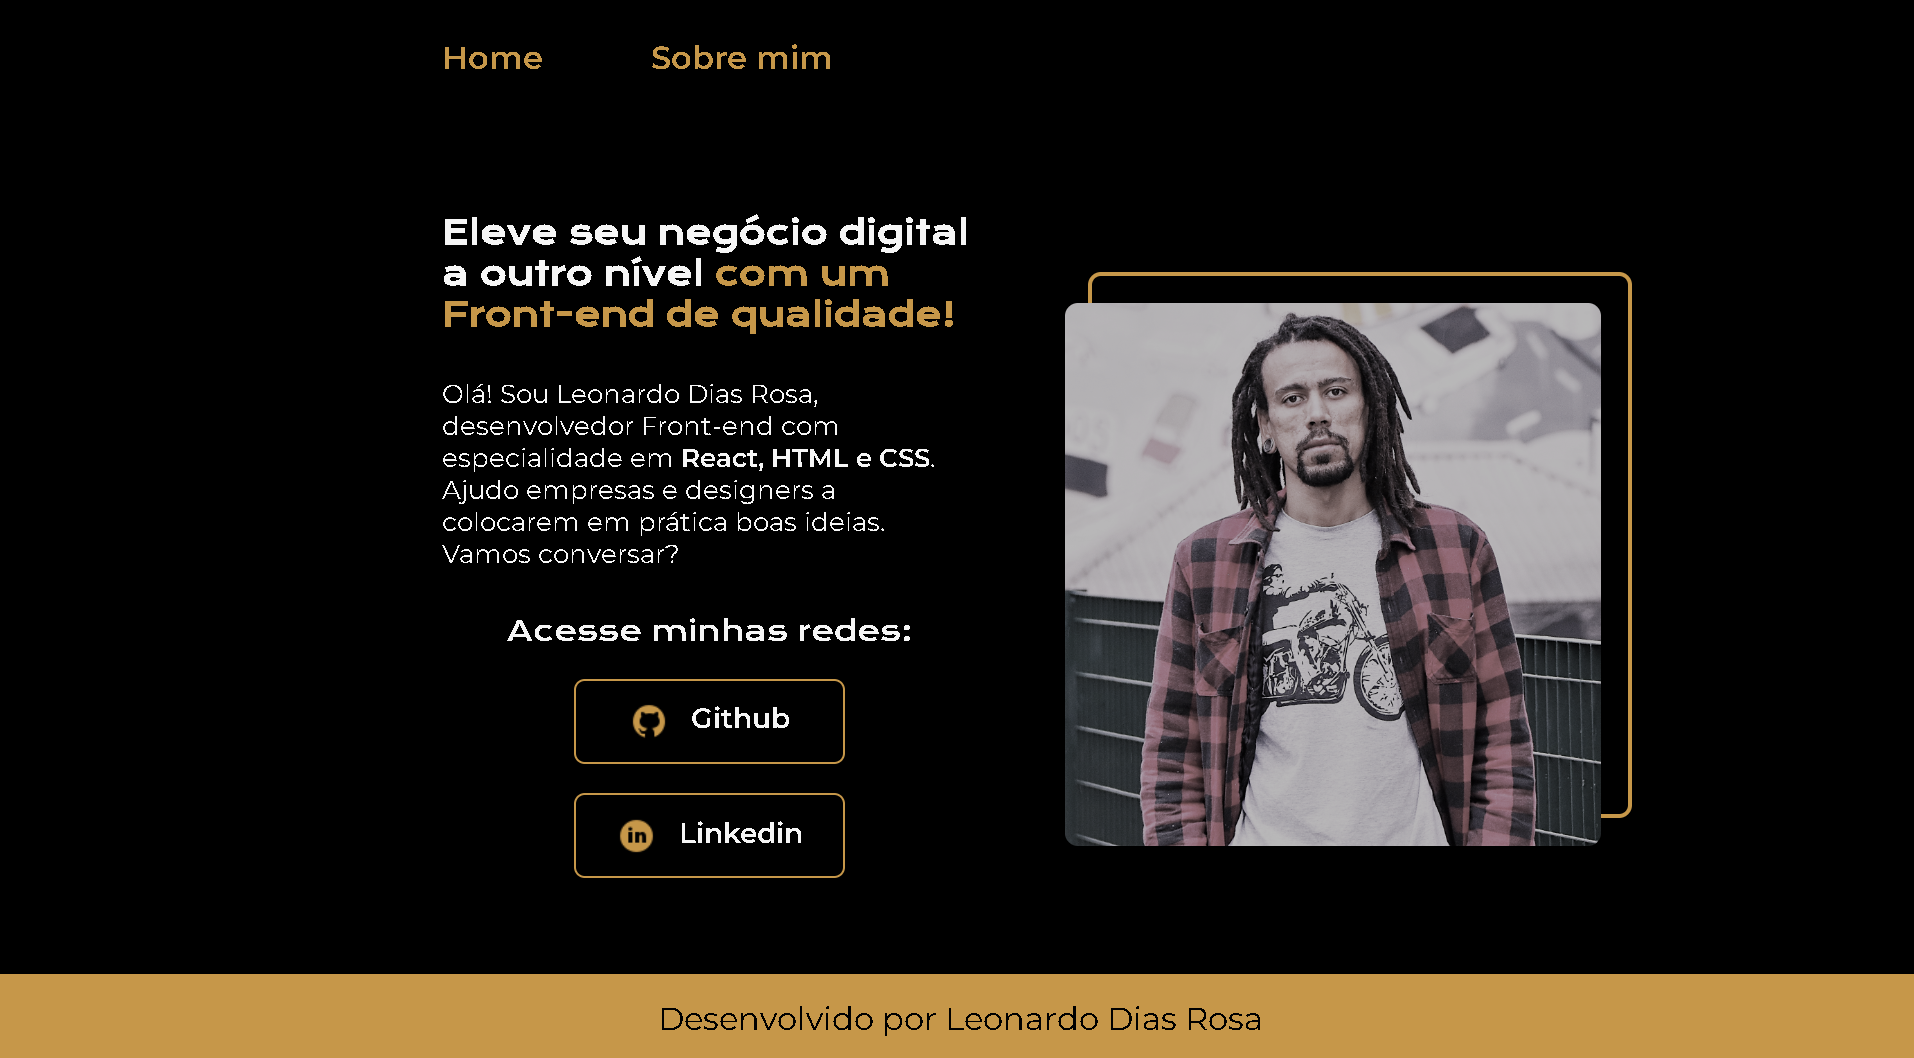 Home Sobre mim
Eleve seu negócio digital
a outro nível com um
Front-end de qualidade!
Olá! Sou Leonardo Dias Rosa,
desenvolvedor Front-end com
especialidade em React, HTML e CSS.
Ajudo empresas e designers a
colocarem em prática boas ideias.
Vamos conversar?
Acesse minhas redes:
Github
in Linkedin
Desenvolvido por Leonardo Dias Rosa